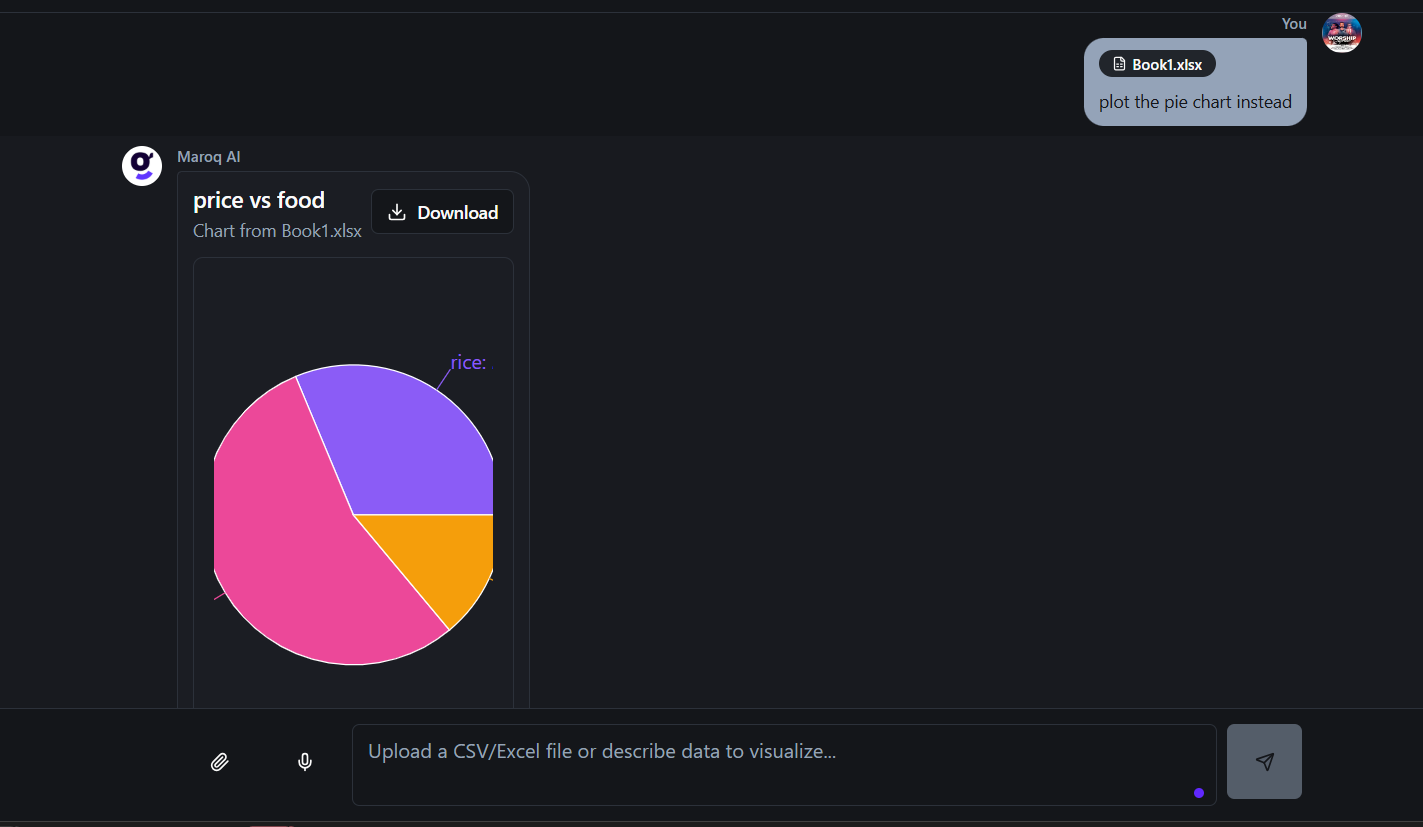 You
WORSHIP
Book1.xlsx
plot the pie chart instead
Maroq AI
price vs food
Chart from Book1.xlsx
Download
rice:
Upload a CSV/Excel file or describe data to visualize...